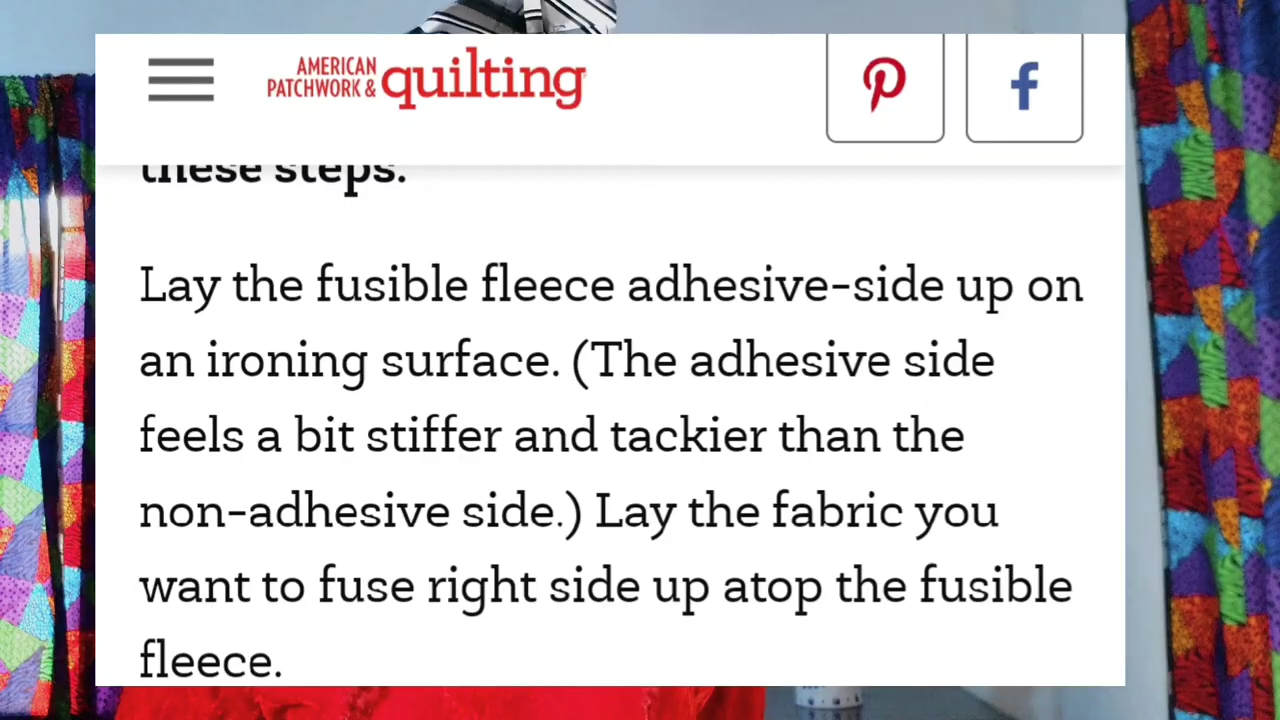 AMERICAN
PATCHWORK & quilting
these steps.
Lay the fusible fleece adhesive-side up on
an ironing surface. (The adhesive side
feels a bit stiffer and tackier than the
non-adhesive side.) Lay the fabric you
want to fuse right side up atop the fusible
fleece.